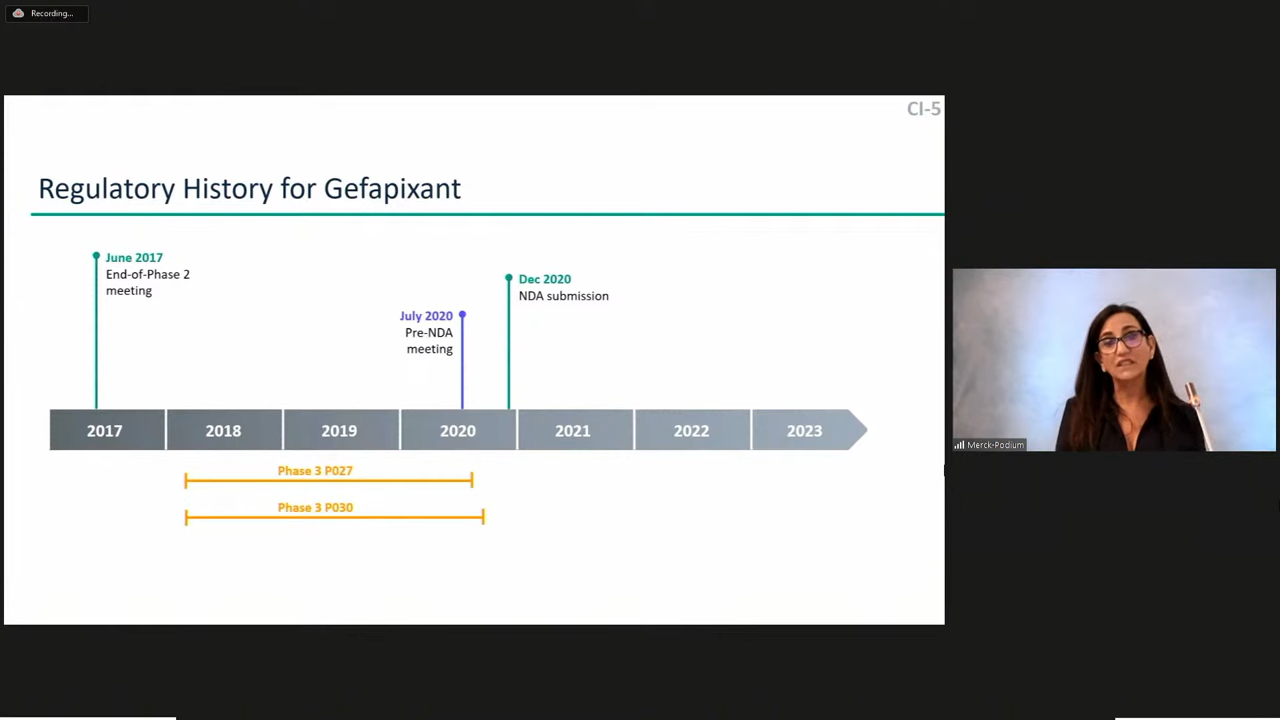 Recording...
CI-5
Regulatory History for Gefapixant
June 2017
End-of-Phase 2
meeting
July 2020
Pre-NDA
meeting
Dec 2020
NDA submission
2017
2018
2019
2020
2021
2022
2023
Phase 3 P027
Phase 3 P030
Merck-Podium